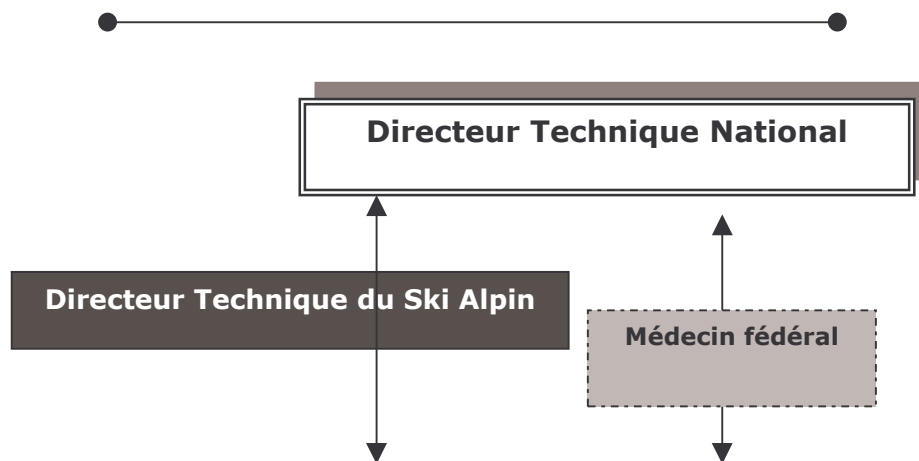 Directeur Technique National
Directeur Technique du Ski Alpin
Médecin fédéral